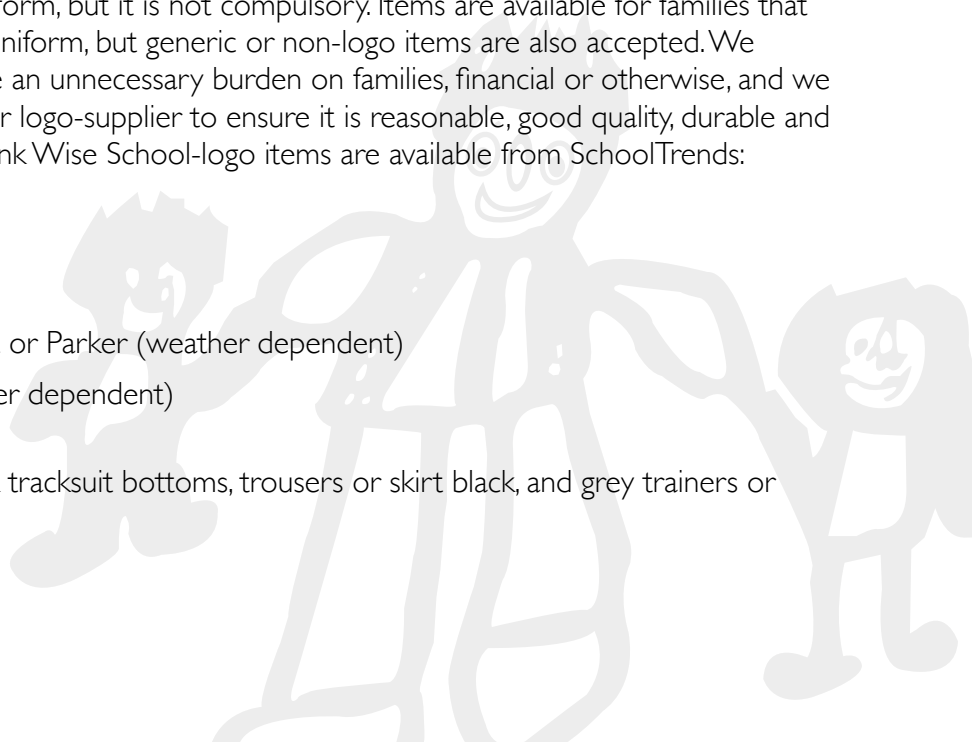 form, but it is not compulsory. Items are available for families that
uniform, but generic or non-logo items are also accepted. We
e an unnecessary burden on families, financial or otherwise, and we
r logo-supplier to ensure it is reasonable, good quality, durable and
nk Wise School-logo items are available from SchoolTrends:
or Parker (weather dependent)
er dependent)
tracksuit bottoms, trousers or skirt black, and grey trainers or